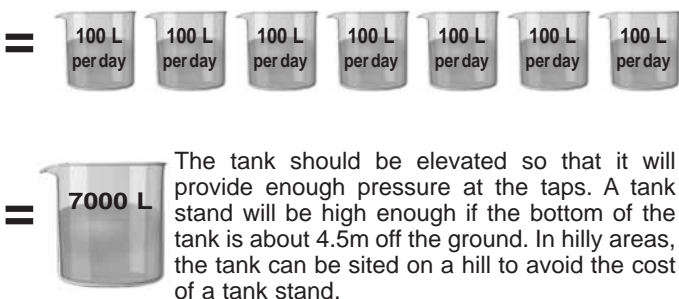 = 100 L 100 L 100 L 100 L 100 L 100 L 100 L
per day per day per day per day per day per day per day
The tank should be elevated so that it will
provide enough pressure at the taps. A tank
= 7000 L stand will be high enough if the bottom of the
tank is about 4.5m off the ground. In hilly areas,
the tank can be sited on a hill to avoid the cost
of a tank stand.